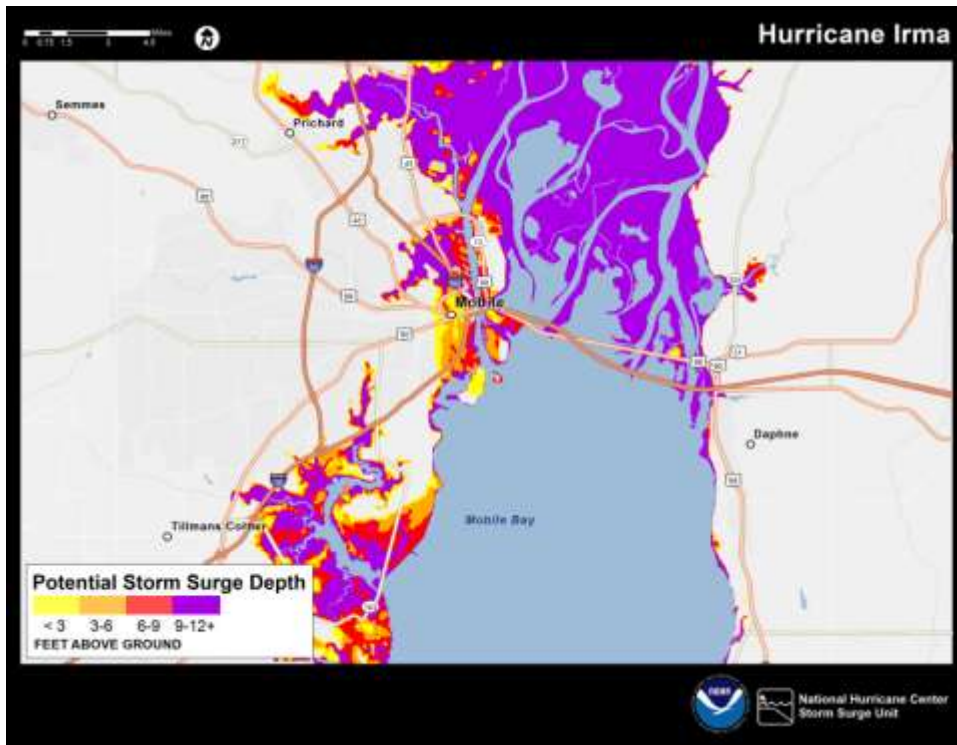 Hurricane Irma
Semmes
Prichard
Mobile
Daphne
Mobile Bay
Tillmans Corner
Potential Storm Surge Depth
< 3 3-6 6-9 9-12+
FEET ABOVE GROUND
National Hurricane Center
Storm Surge Unit